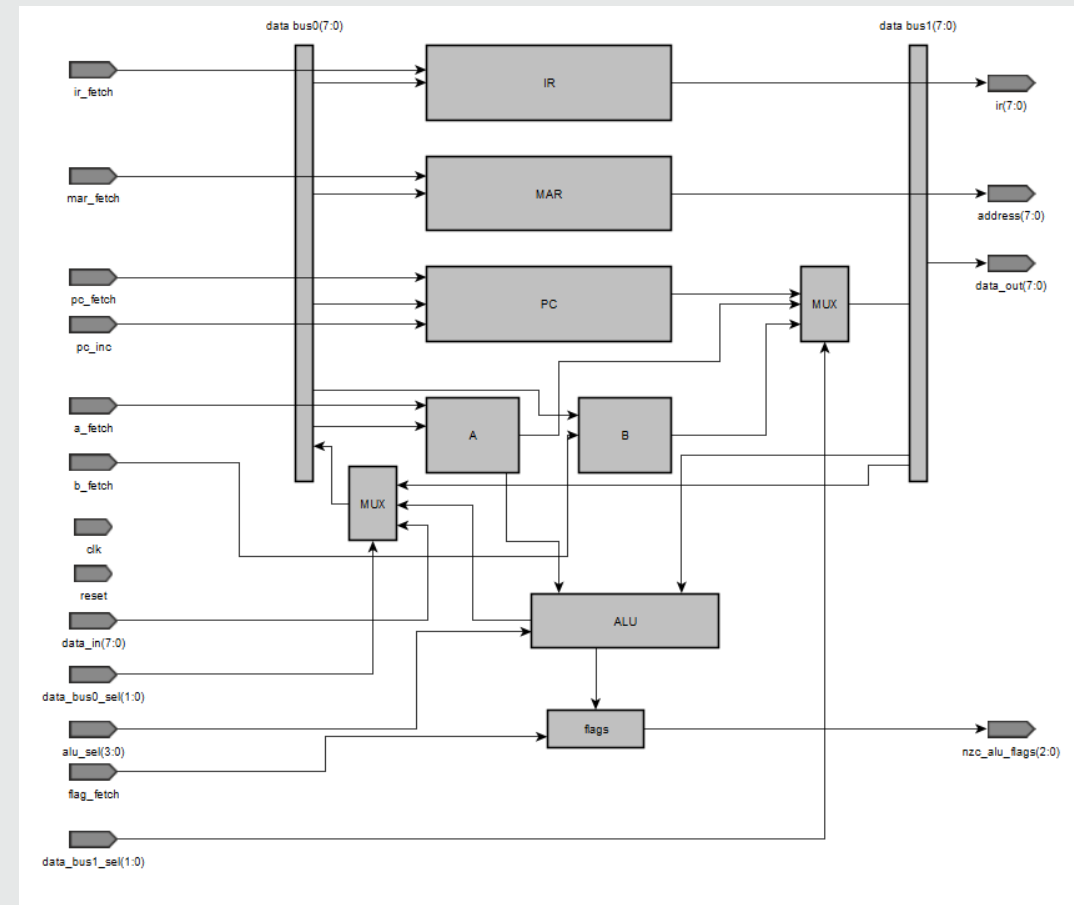 data bus0(7:0)
data bus1(7:0)
ir_fetch
IR
ir(7:0)
mar_fetch
MAR
address(7:0)
pc_fetch
PC
MUX
data_out(7:0)
pc_inc
a_fetch
A
B
b_fetch
MUX
clk
reset
data_in(7:0)
ALU
data_bus0_sel(1:0)
alu_sel(3:0)
flags
nzc_alu_flags(2:0)
flag_fetch
data_bus1_sel(1:0)